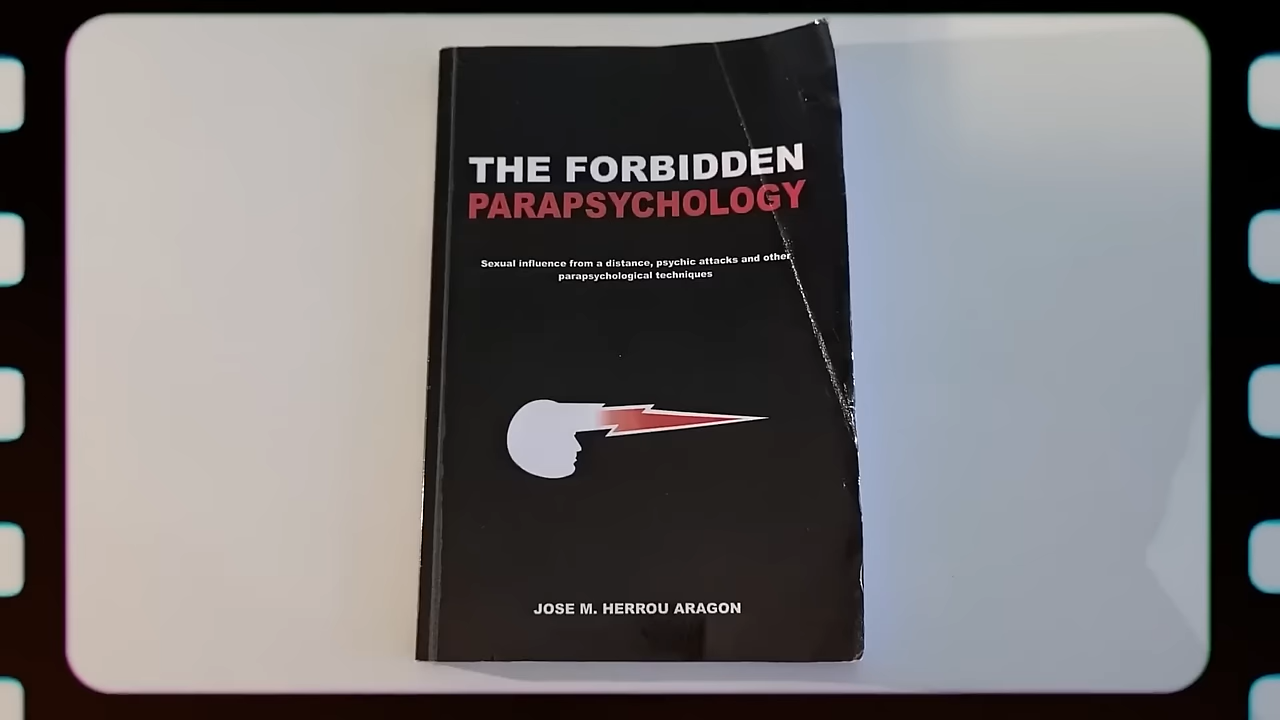 THE FORBIDDEN
PARAPSYCHOLOGY
Sexual influence from a distance, psychic attacks and other
parapsychological techniques
JOSE M. HERROU ARAGON